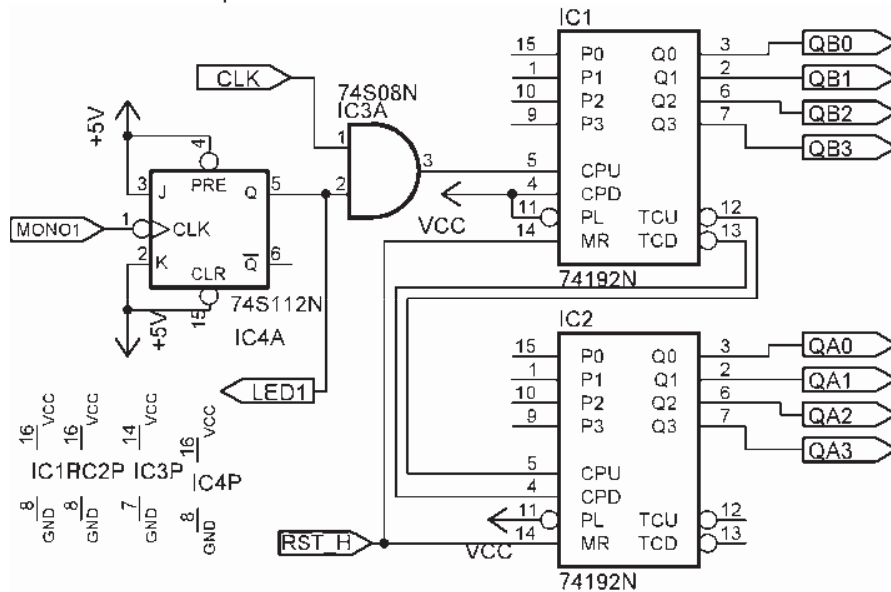 IC1
15 P0 Q0 3 QB0
1 P1 Q1 2 QB1
10 P2 Q2 6 QB2
9 P3 Q3 7 QB3
5 CPU
4 CPD
11 PL TCU 12
14 MR TCD 13
VCC
74192N
CLK
74S08N
IC3A
1
2
3
+5V
4
PRE
3 J Q 5
MONO1 1 CLK
2 K Q 6
CLR
15
+5V
74S112N
IC4A
LED1
IC2
15 P0 Q0 3 QA0
1 P1 Q1 2 QA1
10 P2 Q2 6 QA2
9 P3 Q3 7 QA3
5 CPU
4 CPD
11 PL TCU 12
14 MR TCD 13
VCC
74192N
RST_H
16 VCC 16 VCC 14 VCC 16 VCC
IC3P
IC4P
8 GND 8 GND 7 GND 8 GND